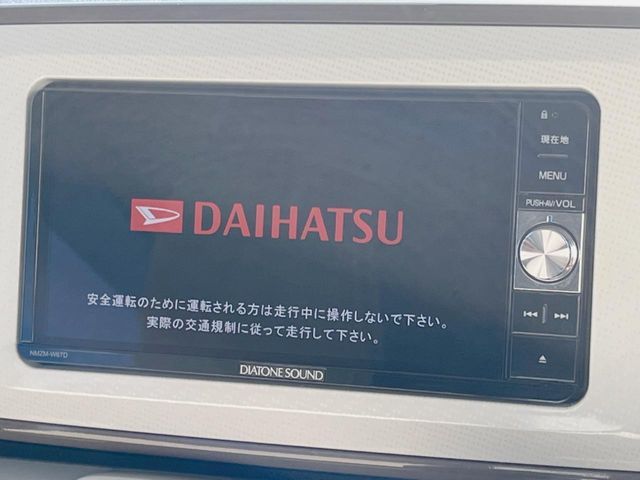 現在地
MENU
PUSH-AV/VOL
DAIHATSU
安全運転のために運転される方は走行中に操作しないで下さい。
実際の交通規制に従って走行して下さい。
NMZM-W67D
DIATONE SOUND